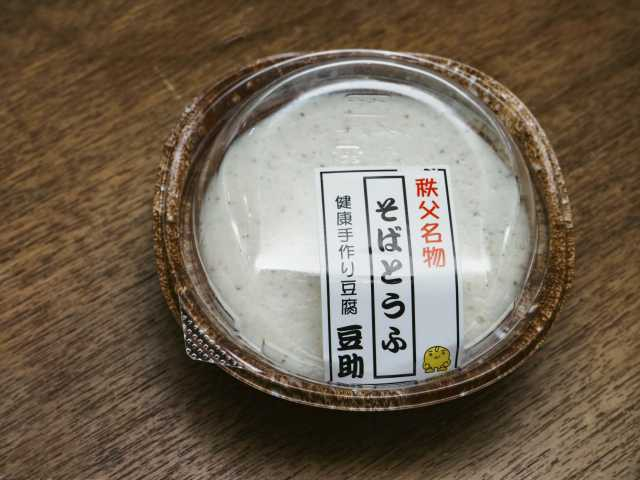 秩父名物
そばとうふ
健康手作り豆腐 豆助